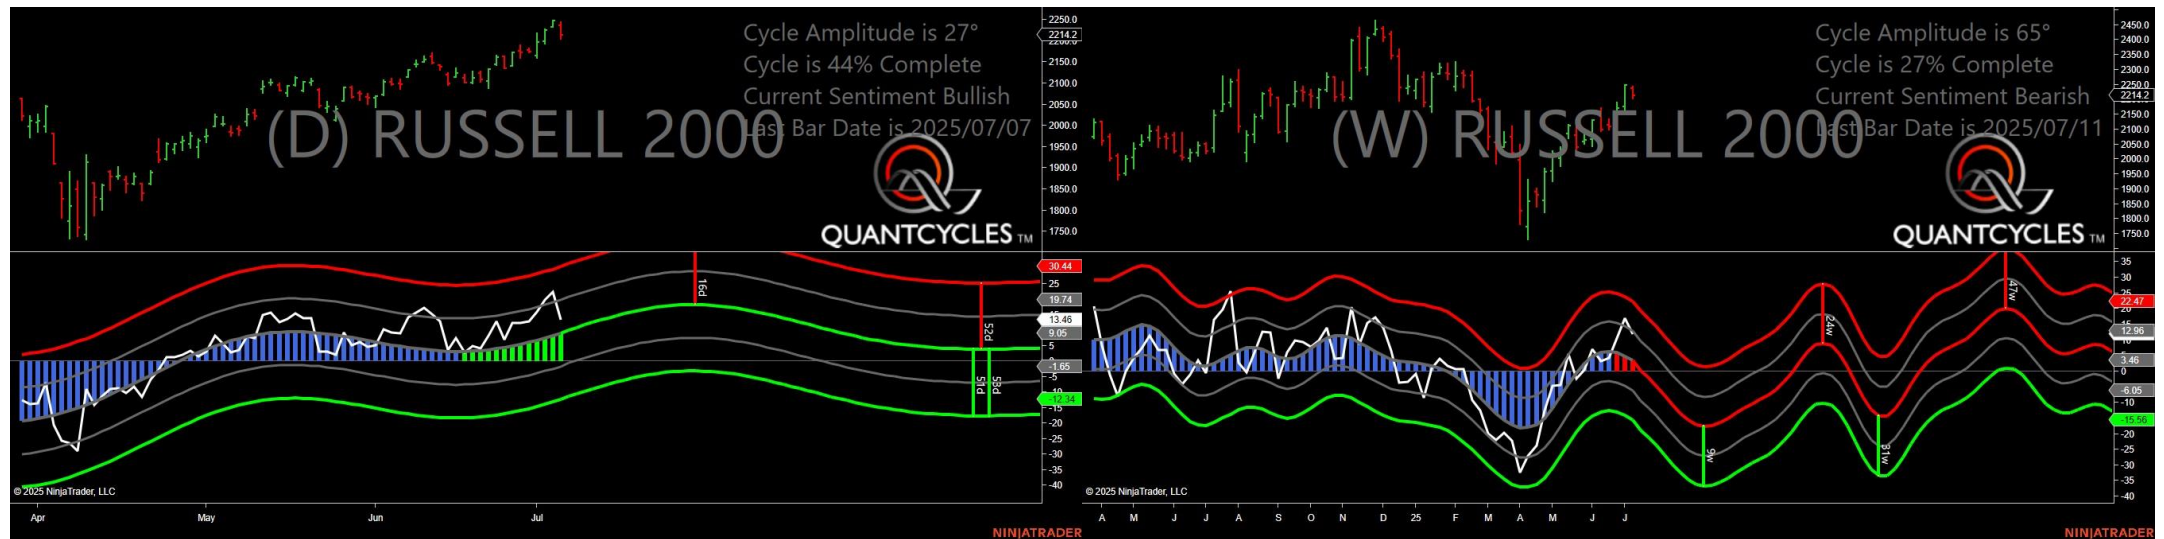 Cycle Amplitude is 27°
Cycle is 44% Complete
Current Sentiment Bullish
Last Bar Date is 2025/07/07
(D) RUSSELL 2000
QUANTCYCLES TM
2250.0
2214.2
2200.0
2150.0
2100.0
2050.0
2000.0
1950.0
1900.0
1850.0
1800.0
1750.0
16d
52d
51d
58d
30.44
25
19.74
13.46
9.05
5
-1.65
-5
-10
-12.34
-15
-20
-25
-30
-35
-40
© 2025 NinjaTrader, LLC
Apr May Jun Jul
NINJATRADER
Cycle Amplitude is 65°
Cycle is 27% Complete
Current Sentiment Bearish
Last Bar Date is 2025/07/11
(W) RUSSELL 2000
QUANTCYCLES TM
2450.0
2400.0
2350.0
2300.0
2250.0
2214.2
2150.0
2100.0
2050.0
2000.0
1950.0
1900.0
1850.0
1800.0
1750.0
24w
47w
9w
31w
35
30
25
22.47
15
12.96
3.46
0
-6.05
-10
-15.56
-20
-25
-30
-35
-40
© 2025 NinjaTrader, LLC
A M J J A S O N D 25 F M A M J J
NINJATRADER